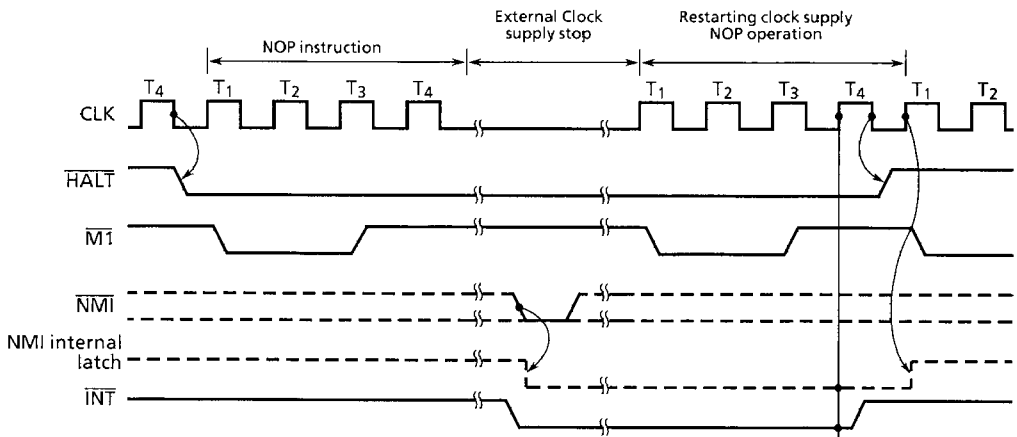 External Clock
supply stop
Restarting clock supply
NOP operation
NOP instruction
T4 T1 T2 T3 T4 T1 T2 T3 T4 T1 T2
CLK
HALT
M1
NMI
NMI internal
latch
INT